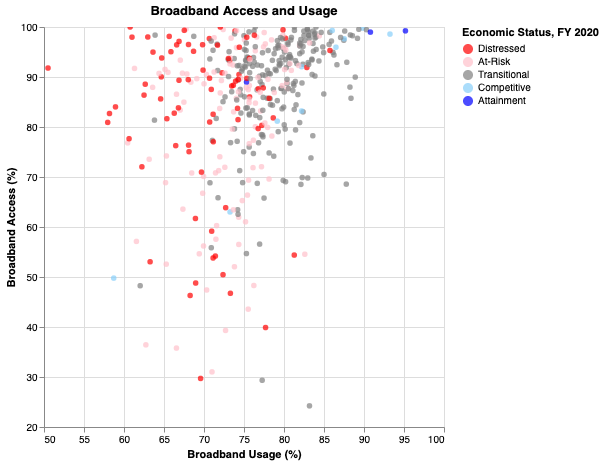 Broadband Access and Usage
Economic Status, FY 2020
Distressed
At-Risk
Transitional
Competitive
Attainment
Broadband Access (%)
100
90
80
70
60
50
40
30
20
50 55 60 65 70 75 80 85 90 95 100
Broadband Usage (%)